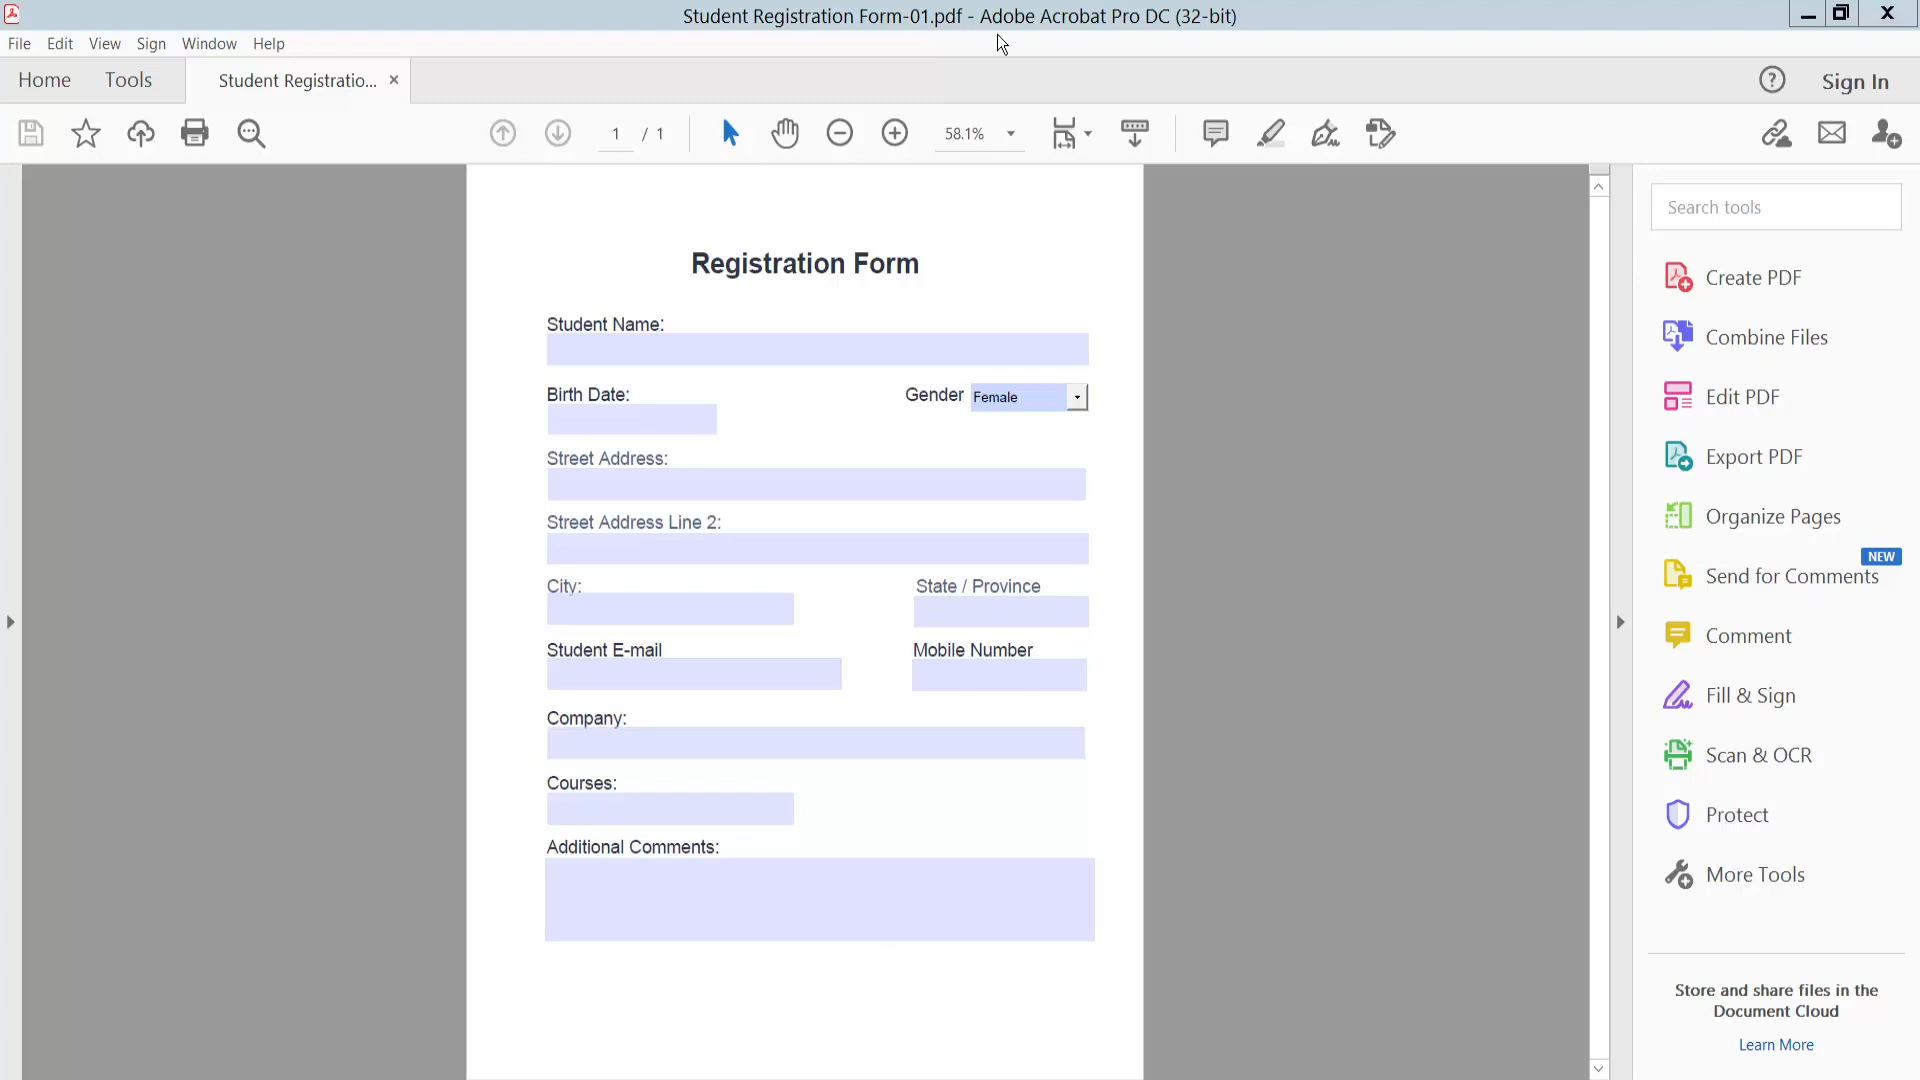 Student Registration Form-01.pdf - Adobe Acrobat Pro DC (32-bit)
File Edit View Sign Window Help
Home Tools Student Registratio... × Sign In
1 / 1 58.1%
Search tools
Registration Form
Student Name:
Birth Date:
Gender Female
Street Address:
Street Address Line 2:
City: State / Province
Student E-mail Mobile Number
Company:
Courses:
Additional Comments:
Create PDF
Combine Files
Edit PDF
Export PDF
Organize Pages
NEW
Send for Comments
Comment
Fill & Sign
Scan & OCR
Protect
More Tools
Store and share files in the
Document Cloud
Learn More